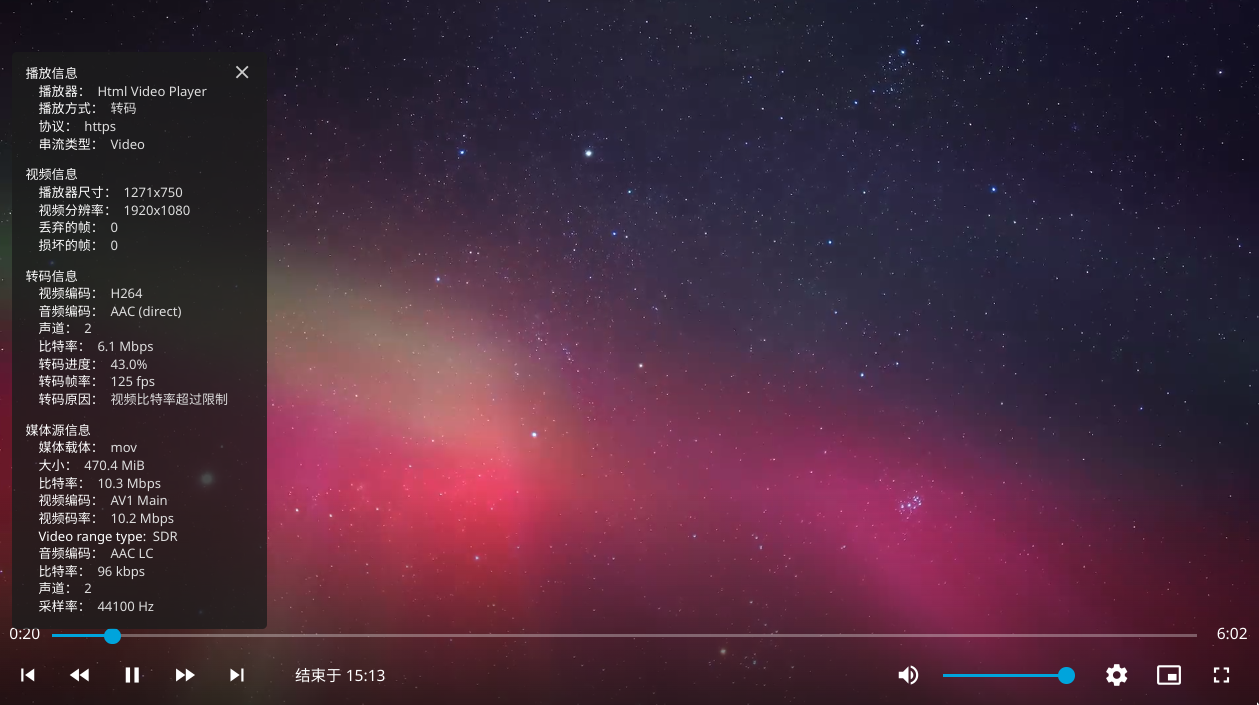 播放信息
播放器： Html Video Player
播放方式： 转码
协议： https
串流类型： Video
视频信息
播放器尺寸： 1271x750
视频分辨率： 1920x1080
丢弃的帧： 0
损坏的帧： 0
转码信息
视频编码： H264
音频编码： AAC (direct)
声道： 2
比特率： 6.1 Mbps
转码进度： 43.0%
转码帧率： 125 fps
转码原因： 视频比特率超过限制
媒体源信息
媒体载体： mov
大小： 470.4 MiB
比特率： 10.3 Mbps
视频编码： AV1 Main
视频码率： 10.2 Mbps
Video range type: SDR
音频编码： AAC LC
比特率： 96 kbps
声道： 2
采样率： 44100 Hz
0:20
6:02
结束于 15:13